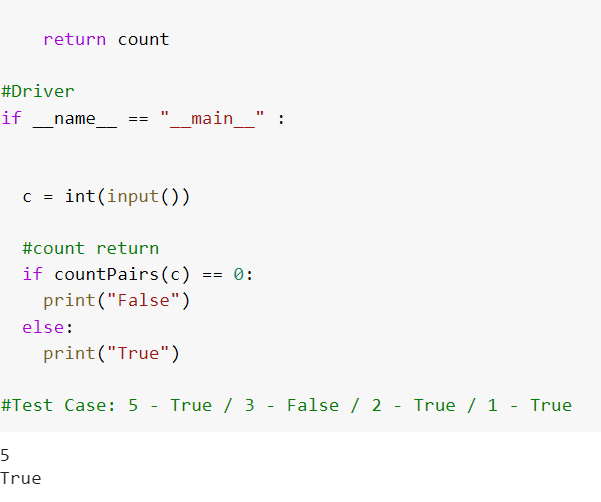 return count
#Driver
if __name__ == "__main__" :
c = int(input())
#count return
if countPairs(c) == 0:
print("False")
else:
print("True")
#Test Case: 5 - True / 3 - False / 2 - True / 1 - True
5
True